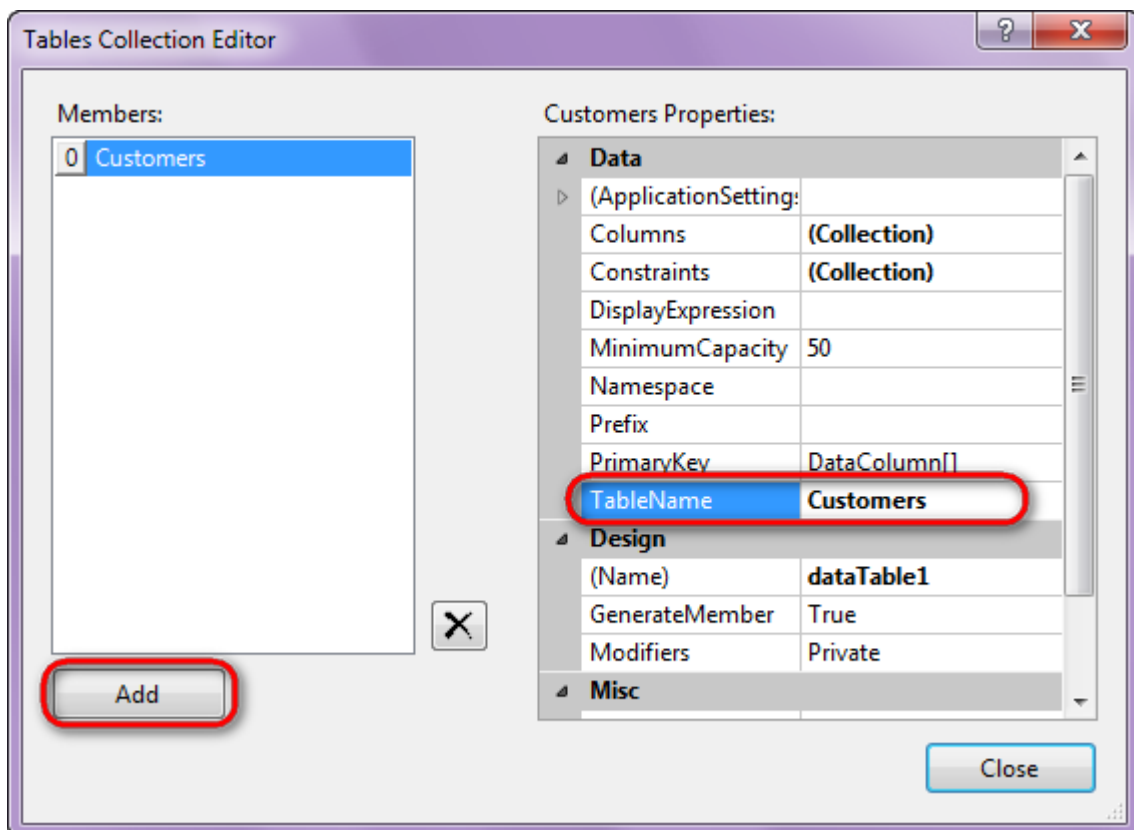 Tables Collection Editor
Members:
0 Customers
Add
Customers Properties:
Data
(ApplicationSettings
Columns (Collection)
Constraints (Collection)
DisplayExpression
MinimumCapacity 50
Namespace
Prefix
PrimaryKey DataColumn[]
TableName Customers
Design
(Name) dataTable1
GenerateMember True
Modifiers Private
Misc
Close